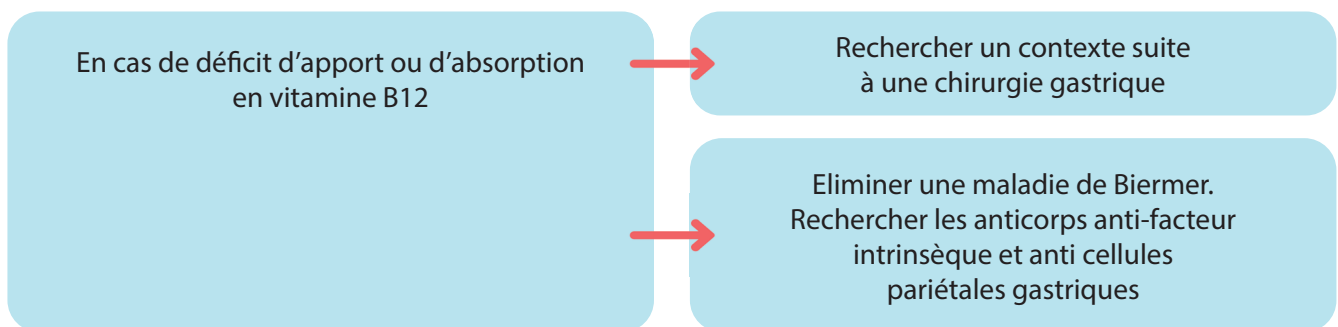 En cas de déficit d'apport ou d'absorption
en vitamine B12
Rechercher un contexte suite
à une chirurgie gastrique
Eliminer une maladie de Biermer.
Rechercher les anticorps anti-facteur
intrinsèque et anti cellules
pariétales gastriques